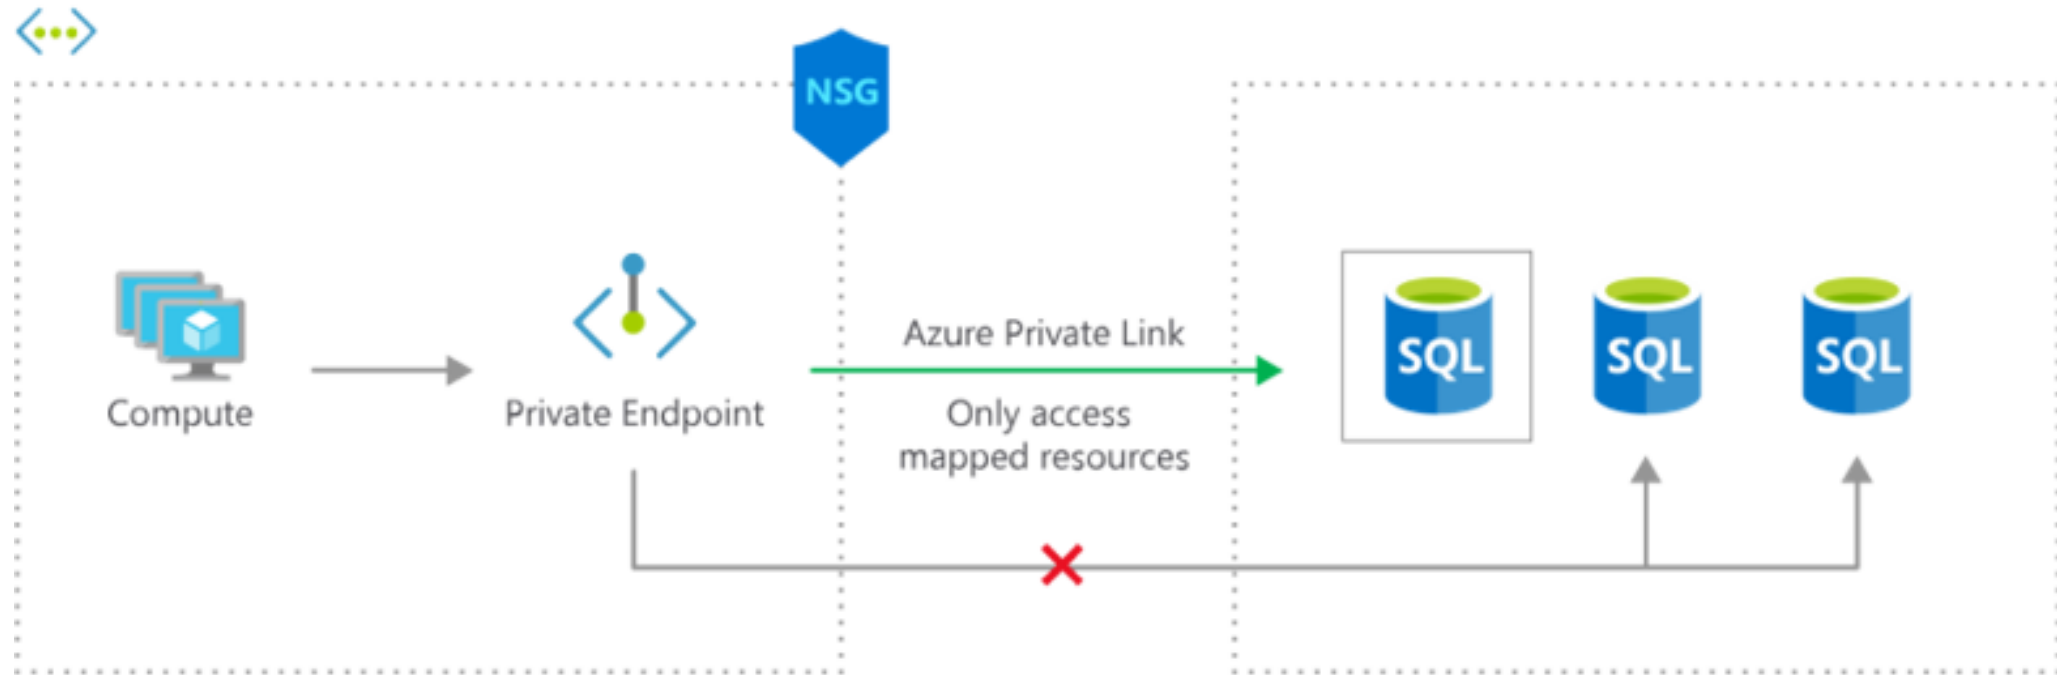 NSG
Compute
Private Endpoint
Azure Private Link
Only access
mapped resources
SQL
SQL
SQL